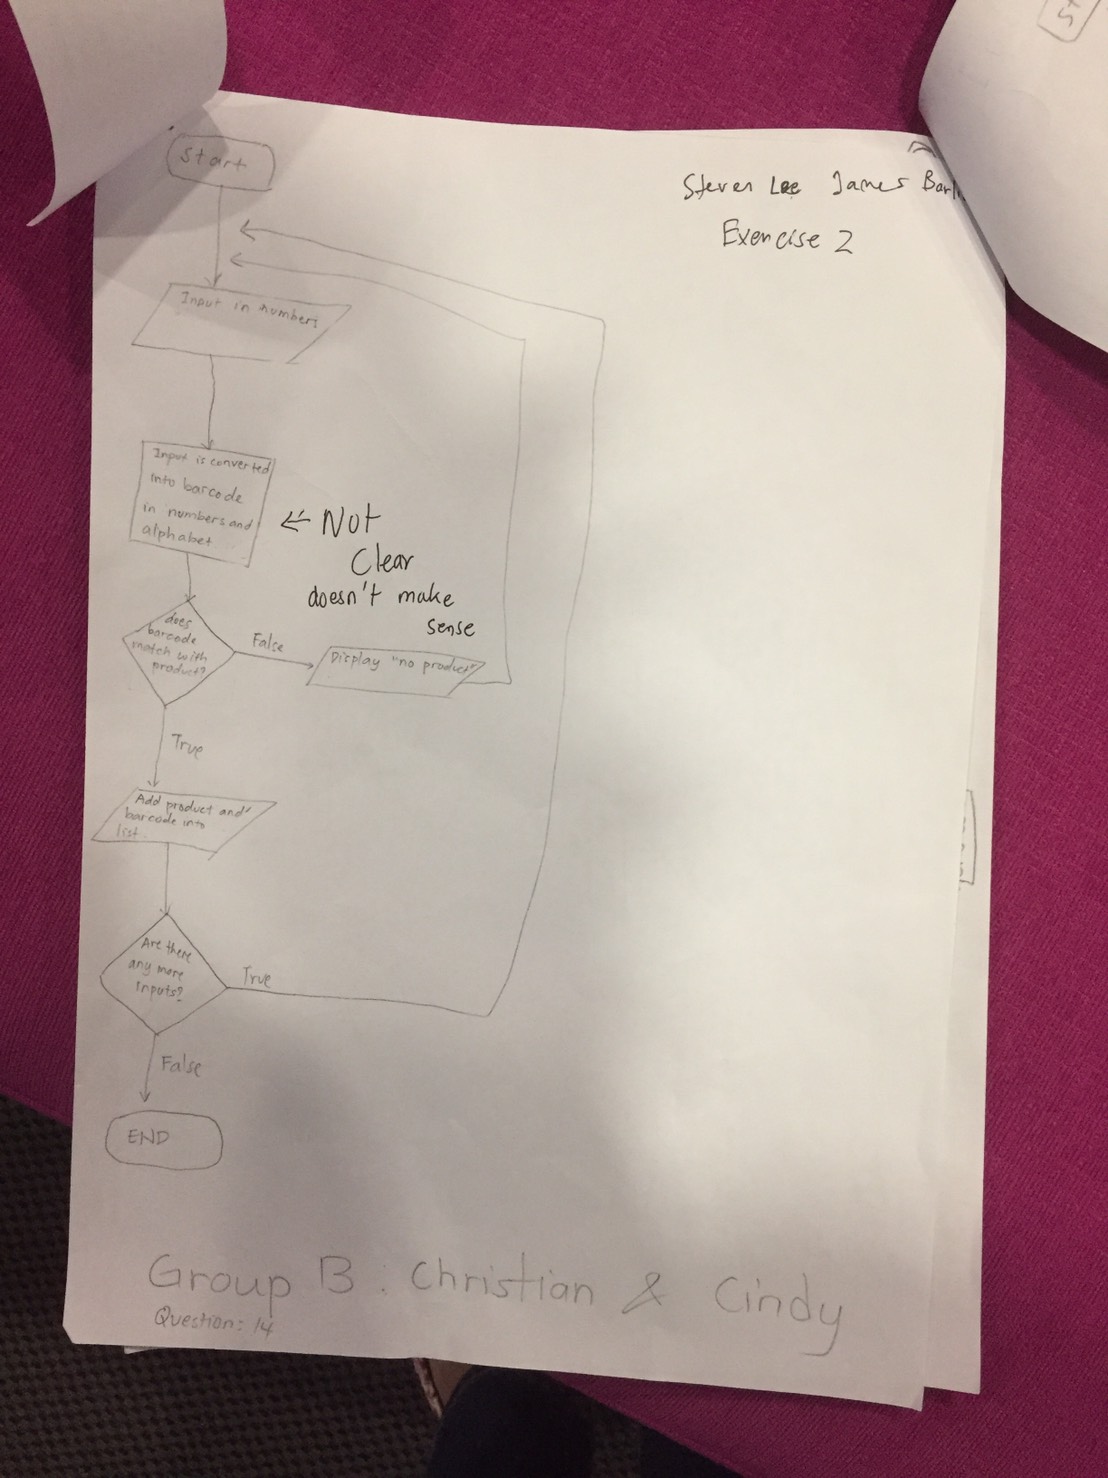 Start
Steven Lee James
Exercise 2
Input in numbers
Input is converted
into barcode
in numbers and
alphabet
← Not
Clear
doesn't make
sense
does
barcode
match with
product?
False
Display "no product"
True
Add product and
barcode into
list
Are there
any more
inputs?
True
False
END
Group B. Christian & Cindy
Question: 14